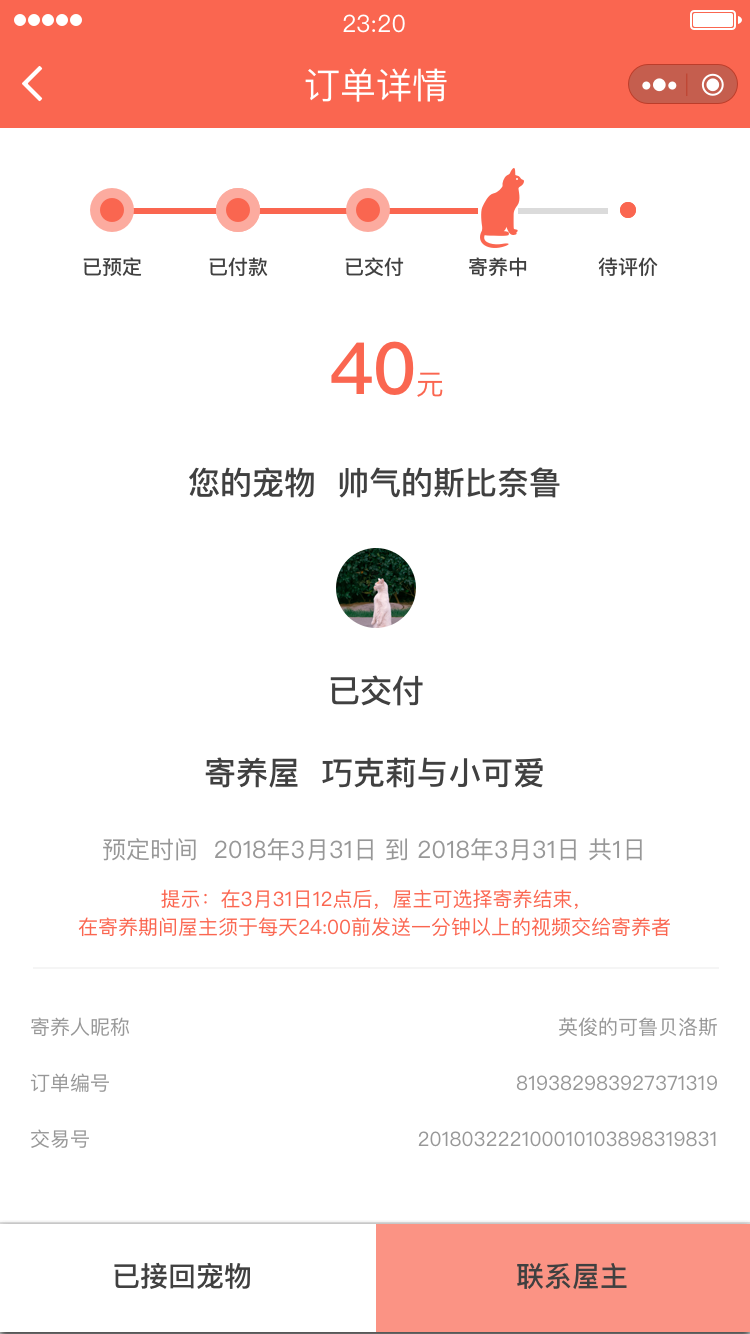 23:20
订单详情
已预定 已付款 已交付 寄养中 待评价
40元
您的宠物 帅气的斯比奈鲁
已交付
寄养屋 巧克莉与小可爱
预定时间 2018年3月31日 到 2018年3月31日 共1日
提示：在3月31日12点后，屋主可选择寄养结束，
在寄养期间屋主须于每天24:00前发送一分钟以上的视频交给寄养者
寄养人昵称 英俊的可鲁贝洛斯
订单编号 819382983927371319
交易号 20180322210001010389831983​1
已接回宠物 联系屋主